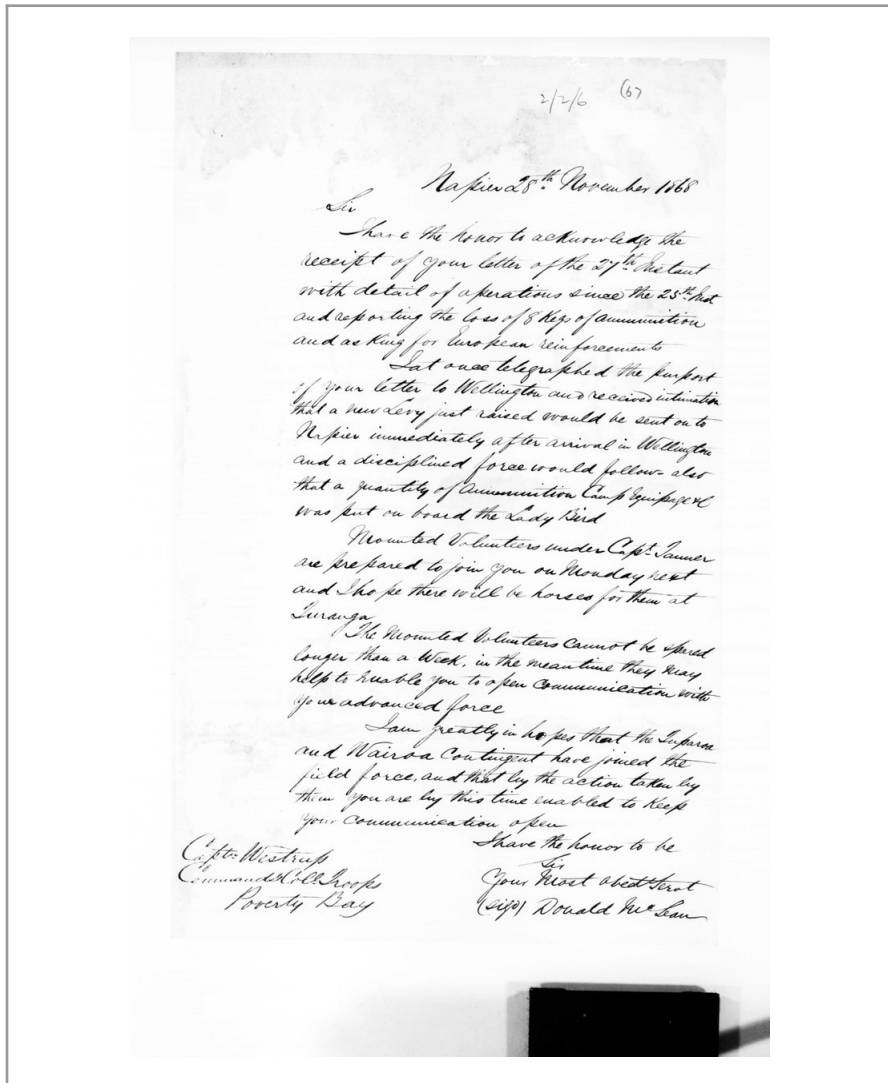 2/2/6 (67
Napier 28th November 1868
Sir
I have the honor to acknowledge the
receipt of your letter of the 27th Instant
with detail of operations since the 25th Inst
and reporting the loss of 8 Kegs of ammunition
and asking for European reinforcements
I at once telegraphed the purport
of your letter to Wellington and received intimation
that a new Levy just raised would be sent on to
Napier immediately after arrival in Wellington
and a disciplined force would follow - also
that a quantity of ammunition Camp Equipage &c
was put on board the Lady Bird
Mounted Volunteers under Capt Tanner
are prepared to join you on Monday next
and I hope there will be horses for them at
Turanga
The Mounted Volunteers cannot be spared
longer than a Week, in the meantime they may
help to enable you to open communication with
your advanced force
I am greatly in hopes that the
and Wairoa Contingent have joined the
field force, and that by the action taken by
them you are by this time enabled to keep
your communication open
I have the honor to be
Sir
Your Most obedt Servt
(sigd) Donald McLean
Captn Westrup
Commandg Col Troops
Poverty Bay